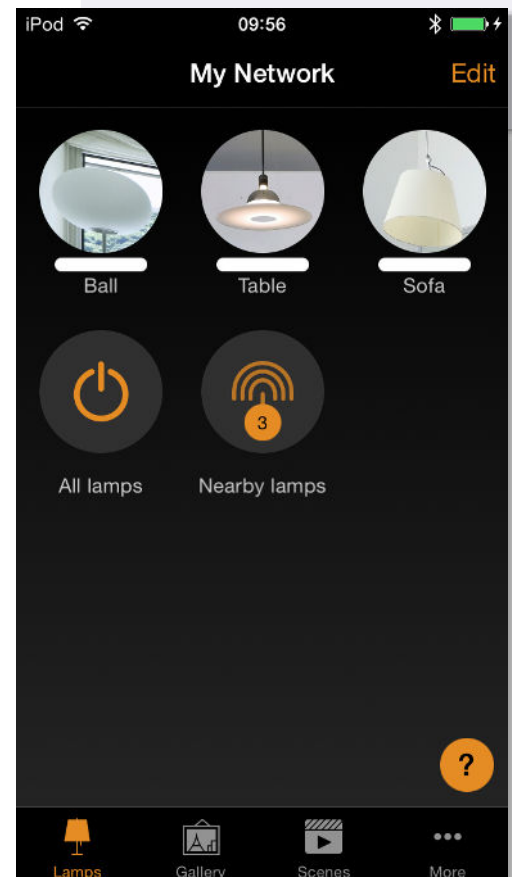 iPod 09:56
My Network Edit
Ball Table Sofa
3
All lamps Nearby lamps
?
Lamps Gallery Scenes More